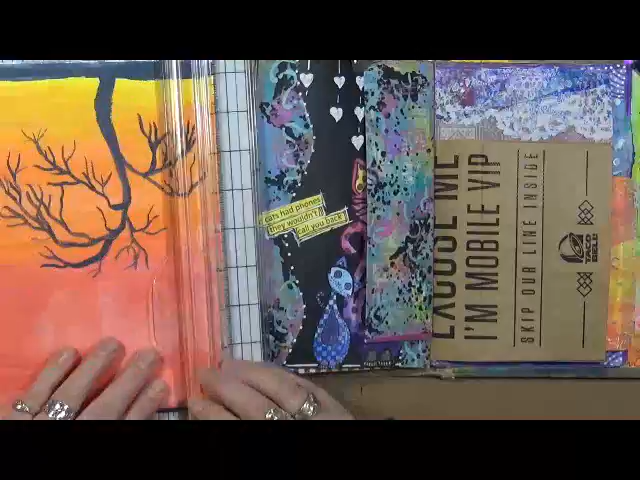 cats had phones
they wouldn't
call you back
EXCUSE ME
I'M MOBILE VIP
SKIP OUR LINE INSIDE
TACO
BELL